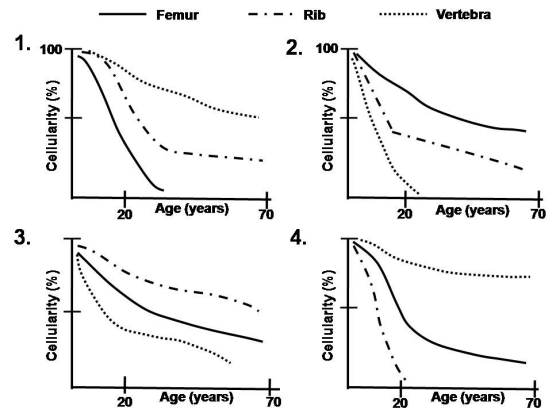 Femur Rib Vertebra
1. 2.
100 100
Cellularity (%) Cellularity (%)
20 70 20 70
Age (years) Age (years)
3. 4.
Cellularity (%) Cellularity (%)
20 70 20 70
Age (years) Age (years)